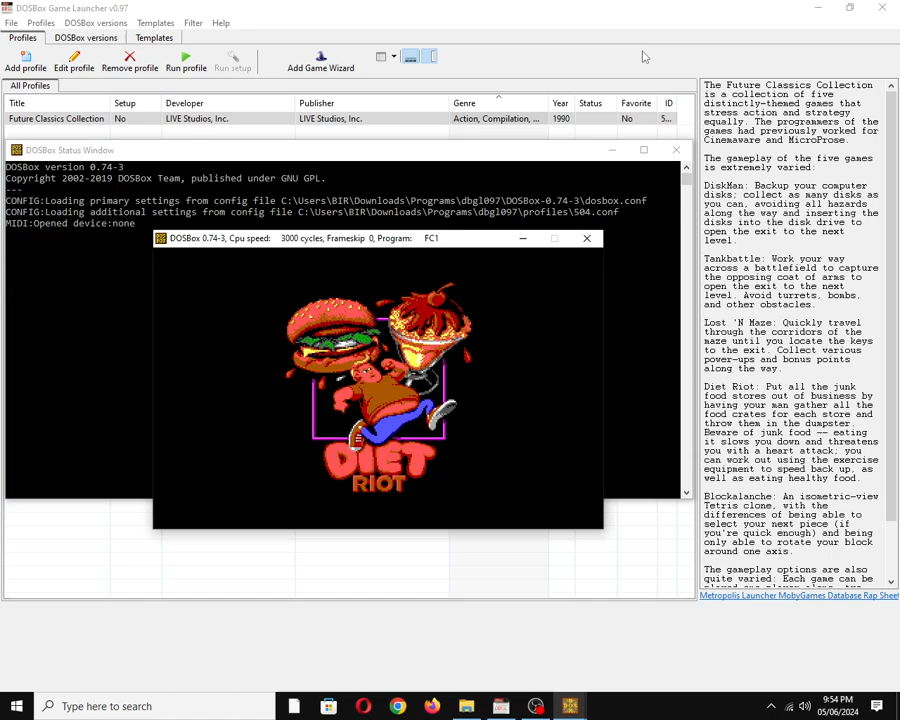 DOSBox Game Launcher v0.97
File Profiles DOSBox versions Templates Filter Help
Profiles DOSBox versions Templates
Add profile Edit profile Remove profile Run profile Run setup Add Game Wizard
All Profiles
Title Setup Developer Publisher Genre Year Status Favorite ID
Future Classics Collection No LIVE Studios, Inc. LIVE Studios, Inc. Action, Compilation, ... 1990 No 5...
DOSBox Status Window
DOSBox version 0.74-3
Copyright 2002-2019 DOSBox Team, published under GNU GPL.
---
CONFIG:Loading primary settings from config file C:\Users\BIR\Downloads\Programs\dbgl097\DOSBox-0.74-3\dosbox.conf
CONFIG:Loading additional settings from config file C:\Users\BIR\Downloads\Programs\dbgl097\profiles\504.conf
MIDI:Opened device:none
DOSBox 0.74-3, Cpu speed: 3000 cycles, Frameskip 0, Program: FC1
DIET
RIOT
The Future Classics Collection
is a collection of five
distinctly-themed games that
stress action and strategy
equally. The programmers of the
games had previously worked for
Cinemaware and MicroProse.
The gameplay of the five games
is extremely varied:
DiskMan: Backup your computer
disks; collect as many disks as
you can, avoiding all hazards
along the way and inserting the
disks into the disk drive to
open the exit to the next
level.
Tankbattle: Work your way
across a battlefield to capture
the opposing coat of arms to
open the exit to the next
level. Avoid turrets, bombs,
and other obstacles.
Lost 'N Maze: Quickly travel
through the corridors of the
maze until you locate the keys
to the exit. Collect various
power-ups and bonus points
along the way.
Diet Riot: Put all the junk
food stores out of business by
having your man gather all the
food crates for each store and
throw them in the dumpster.
Beware of junk food -- eating
it slows you down and threatens
you with a heart attack; you
can work out using the exercise
equipment to speed back up, as
well as eating healthy food.
Blockalanche: An isometric-view
Tetris clone, with the
differences of being able to
select your next piece (if
you're quick enough) and being
only able to rotate your block
around one axis.
The gameplay options are also
quite varied: Each game can be
Metropolis Launcher MobyGames Database Rap Sheet
Type here to search
9:54 PM
05/06/2024